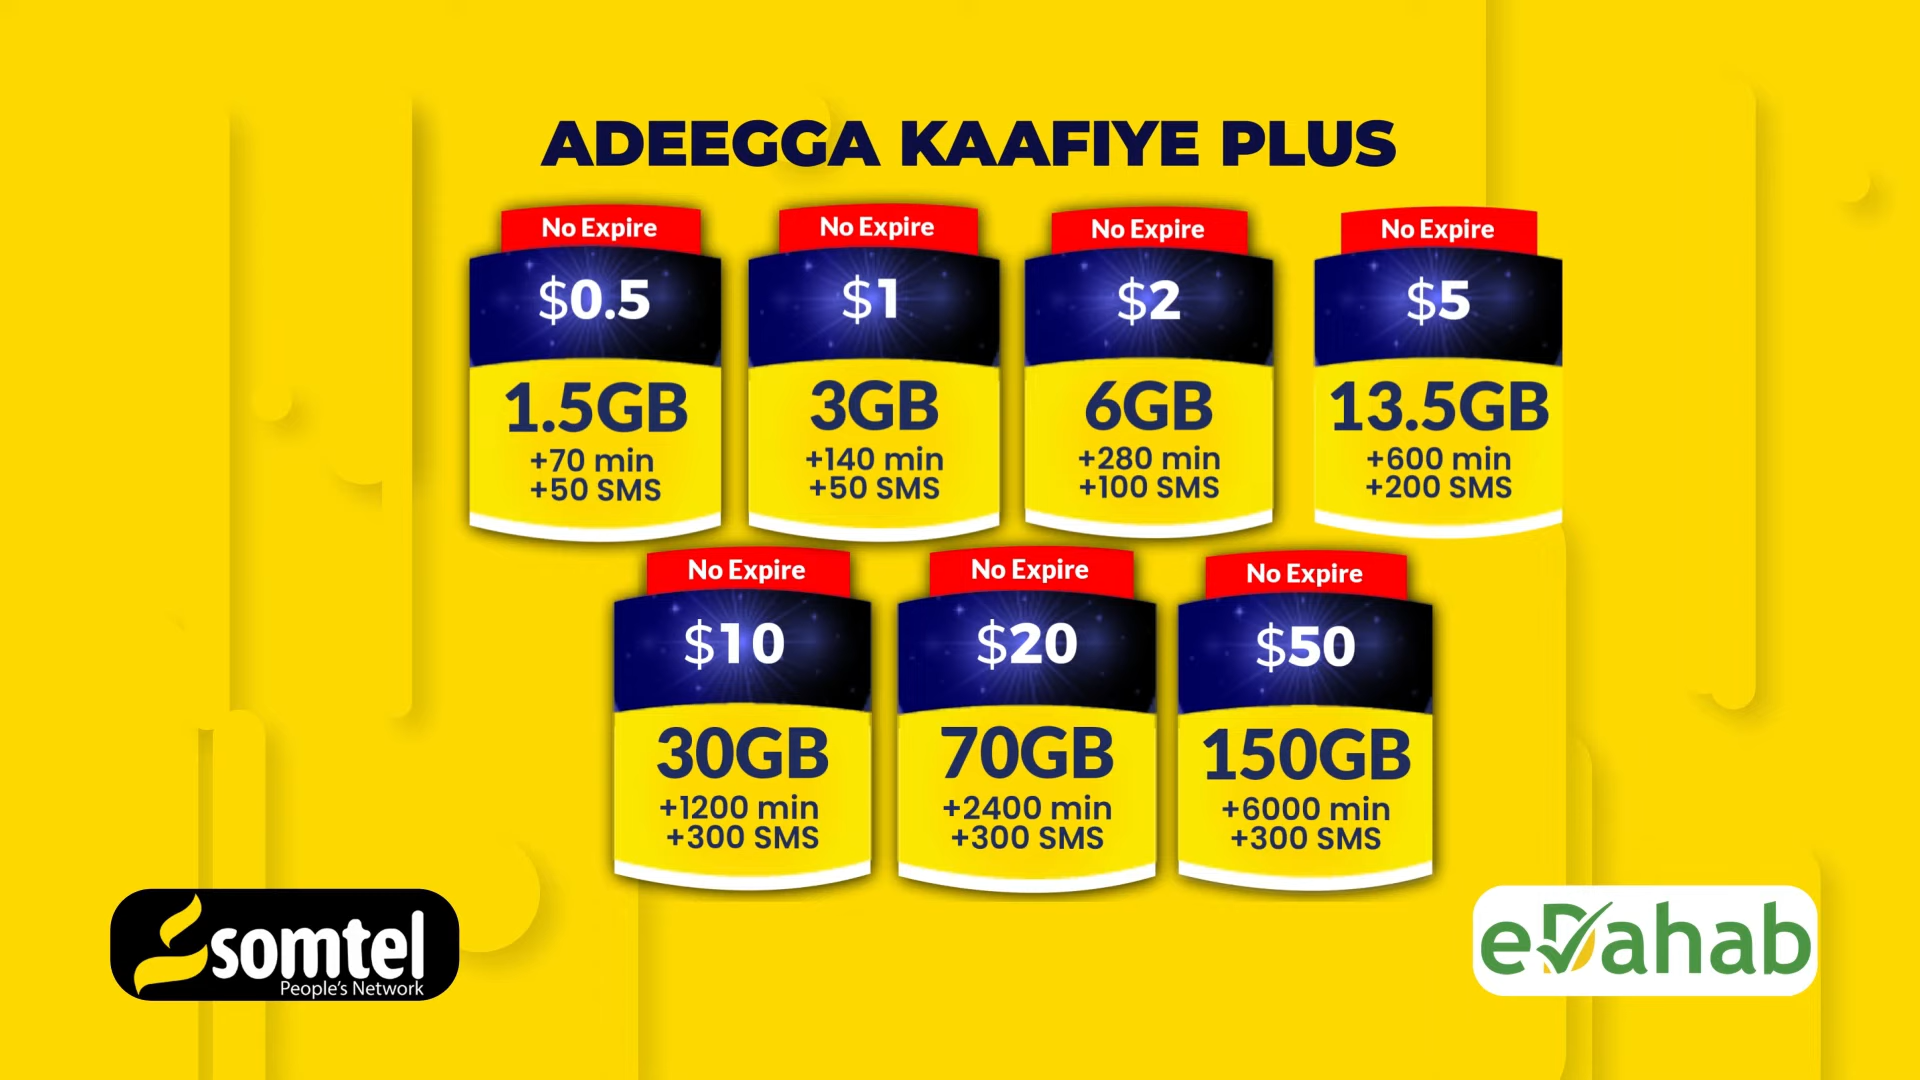 ADEEGGA KAAFIYE PLUS
No Expire
$0.5
1.5GB
+70 min
+50 SMS
No Expire
$1
3GB
+140 min
+50 SMS
No Expire
$2
6GB
+280 min
+100 SMS
No Expire
$5
13.5GB
+600 min
+200 SMS
No Expire
$10
30GB
+1200 min
+300 SMS
No Expire
$20
70GB
+2400 min
+300 SMS
No Expire
$50
150GB
+6000 min
+300 SMS
somtel
People's Network
eDahab